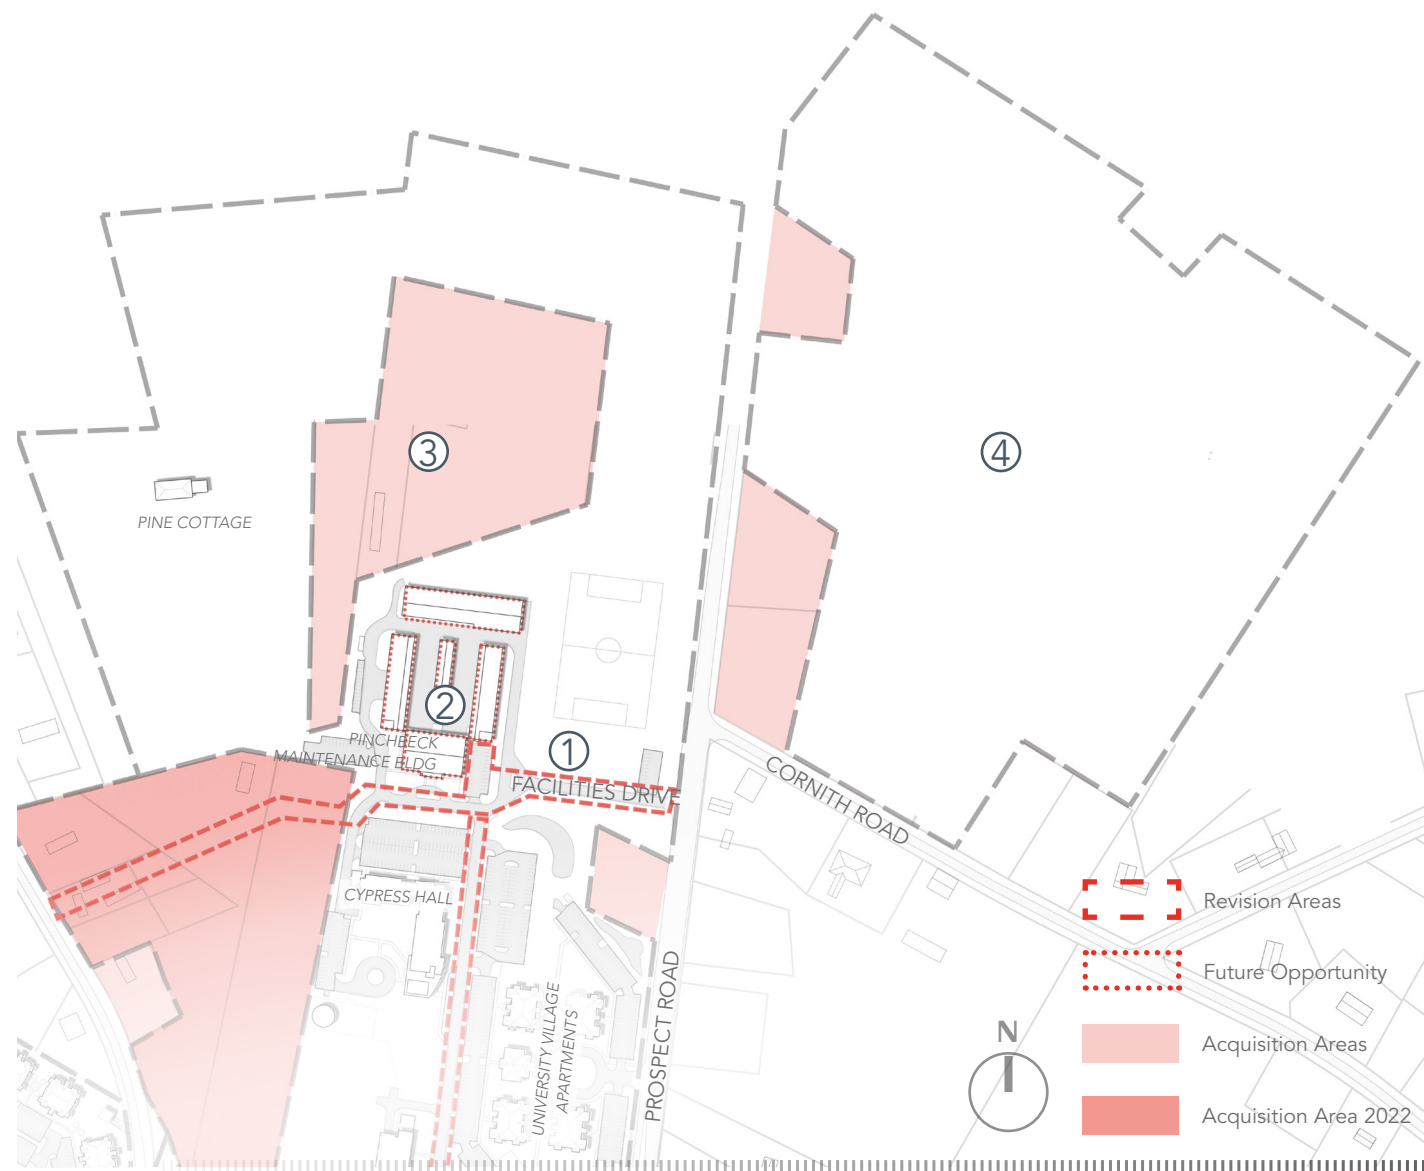 3
4
PINE COTTAGE
2
PINCHBECK
MAINTENANCE BLDG
1
FACILITIES DRIVE
CORNITH ROAD
CYPRESS HALL
UNIVERSITY VILLAGE
APARTMENTS
PROSPECT ROAD
N
Revision Areas
Future Opportunity
Acquisition Areas
Acquisition Area 2022